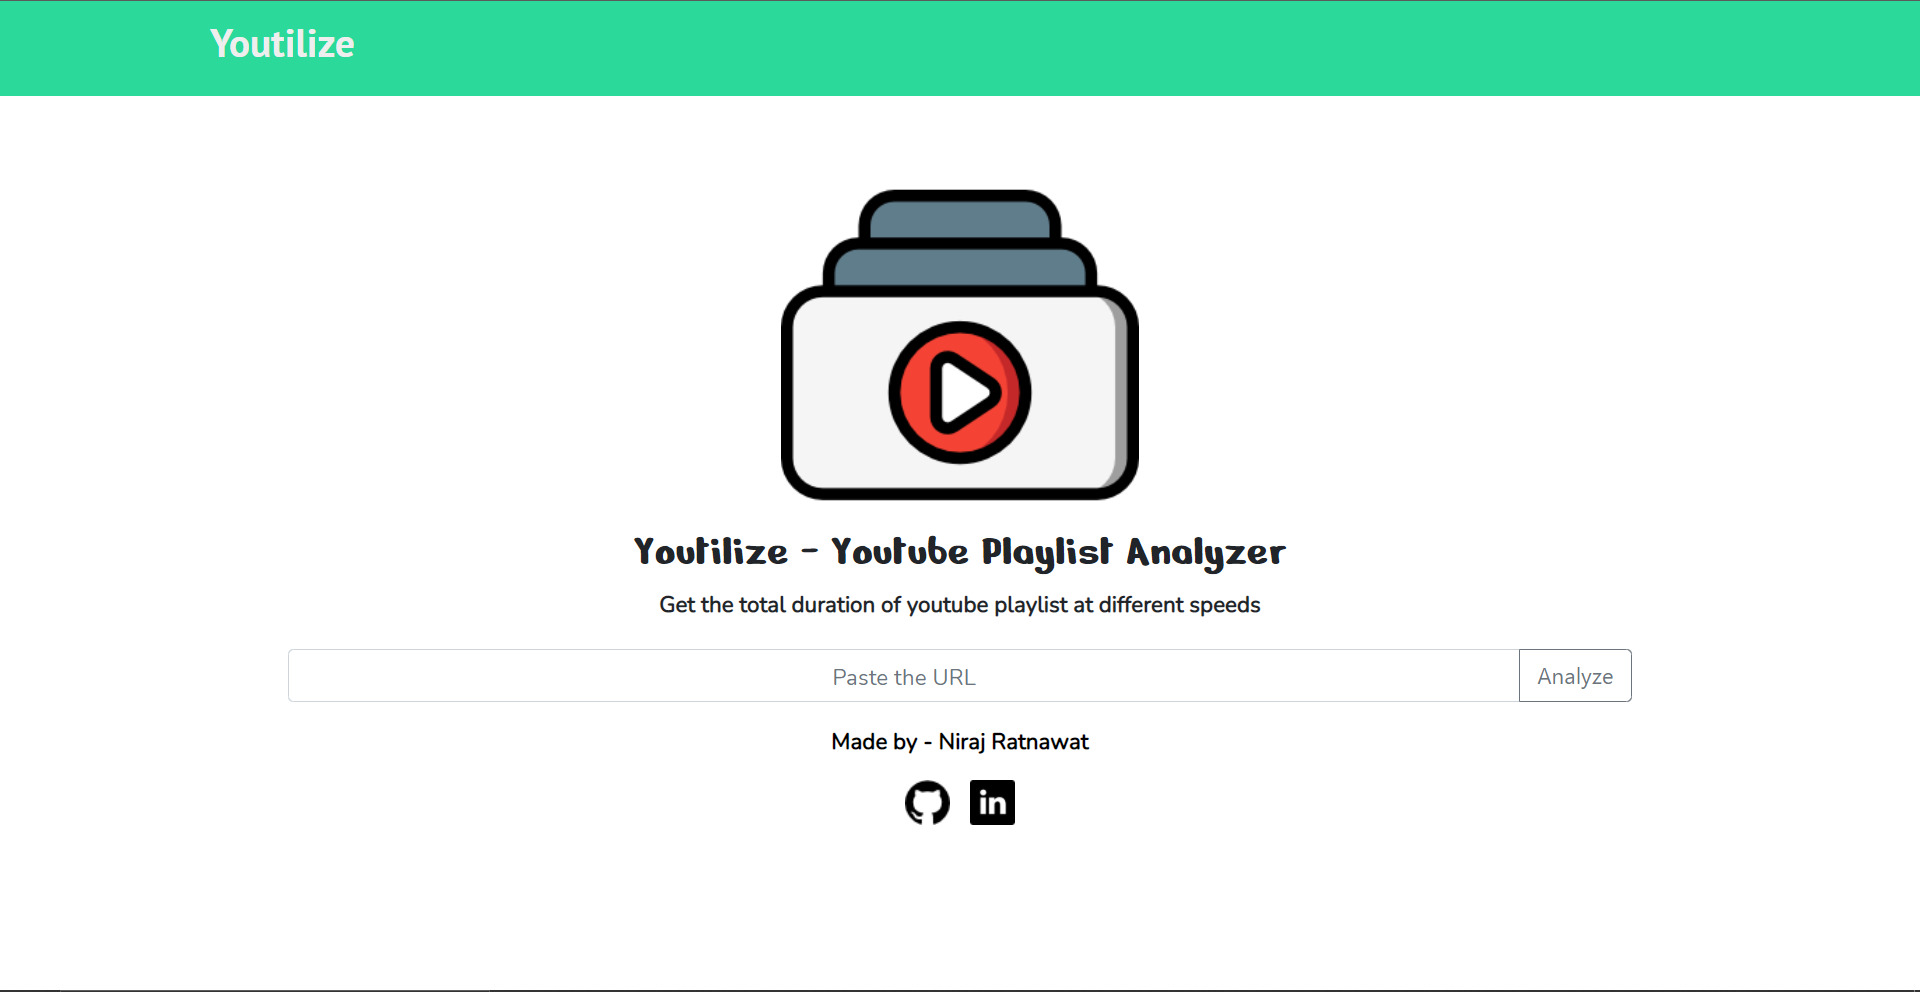 Youtilize
Youtilize - Youtube Playlist Analyzer
Get the total duration of youtube playlist at different speeds
Paste the URL
Analyze
Made by - Niraj Ratnawat
in